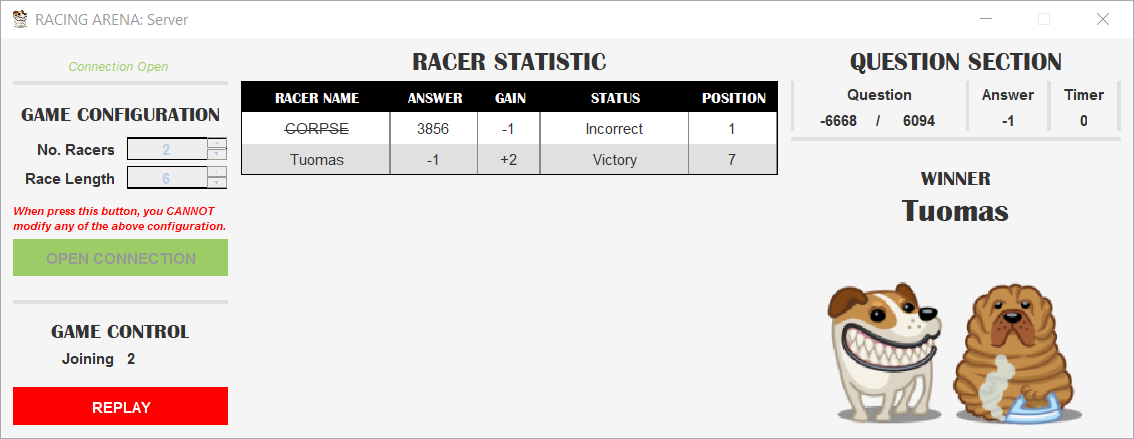 RACING ARENA: Server
Connection Open
GAME CONFIGURATION
No. Racers 2
Race Length 6
When press this button, you CANNOT
modify any of the above configuration.
OPEN CONNECTION
GAME CONTROL
Joining 2
REPLAY
RACER STATISTIC
RACER NAME ANSWER GAIN STATUS POSITION
CORPSE 3856 -1 Incorrect 1
Tuomas -1 +2 Victory 7
QUESTION SECTION
Question Answer Timer
-6668 / 6094 -1 0
WINNER
Tuomas